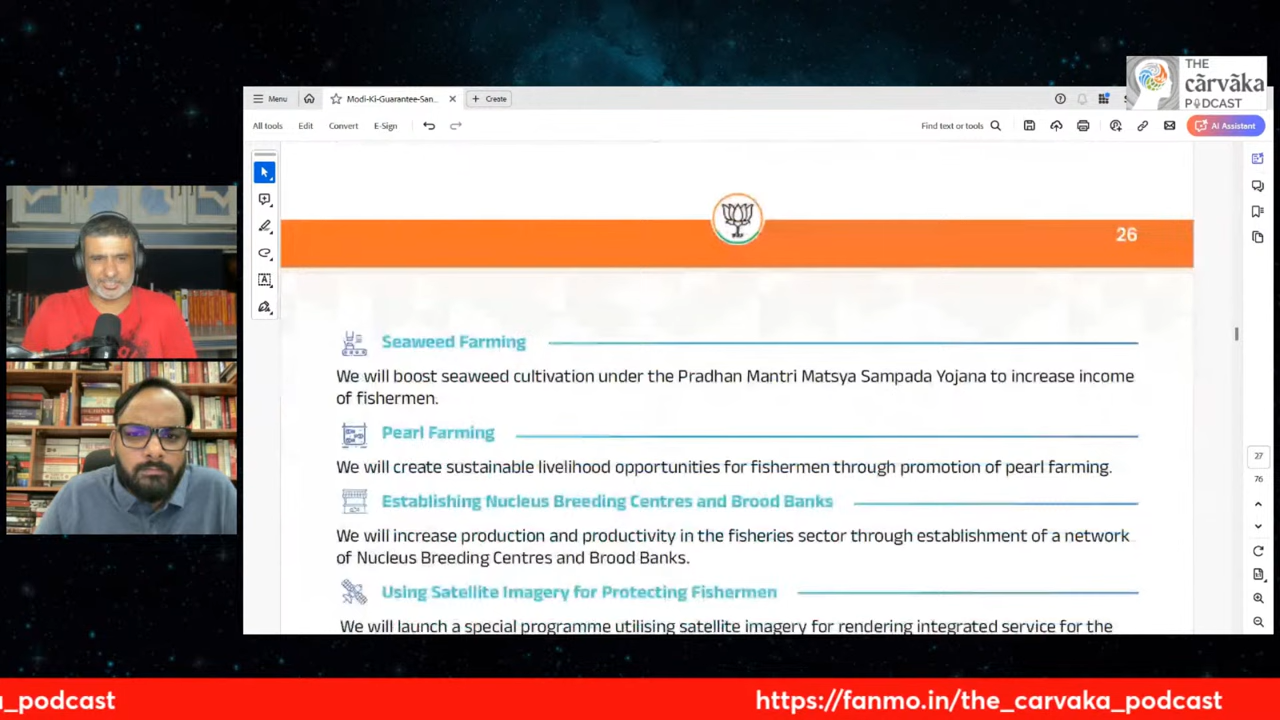 THE
cārvāka
PODCAST
Menu
Modi-Ki-Guarantee-San...
Create
All tools
Edit
Convert
E-Sign
Find text or tools
AI Assistant
26
Seaweed Farming
We will boost seaweed cultivation under the Pradhan Mantri Matsya Sampada Yojana to increase income
of fishermen.
Pearl Farming
We will create sustainable livelihood opportunities for fishermen through promotion of pearl farming.
Establishing Nucleus Breeding Centres and Brood Banks
We will increase production and productivity in the fisheries sector through establishment of a network
of Nucleus Breeding Centres and Brood Banks.
Using Satellite Imagery for Protecting Fishermen
We will launch a special programme utilising satellite imagery for rendering integrated service for the
27
76
a_podcast
https://fanmo.in/the_carvaka_podcast